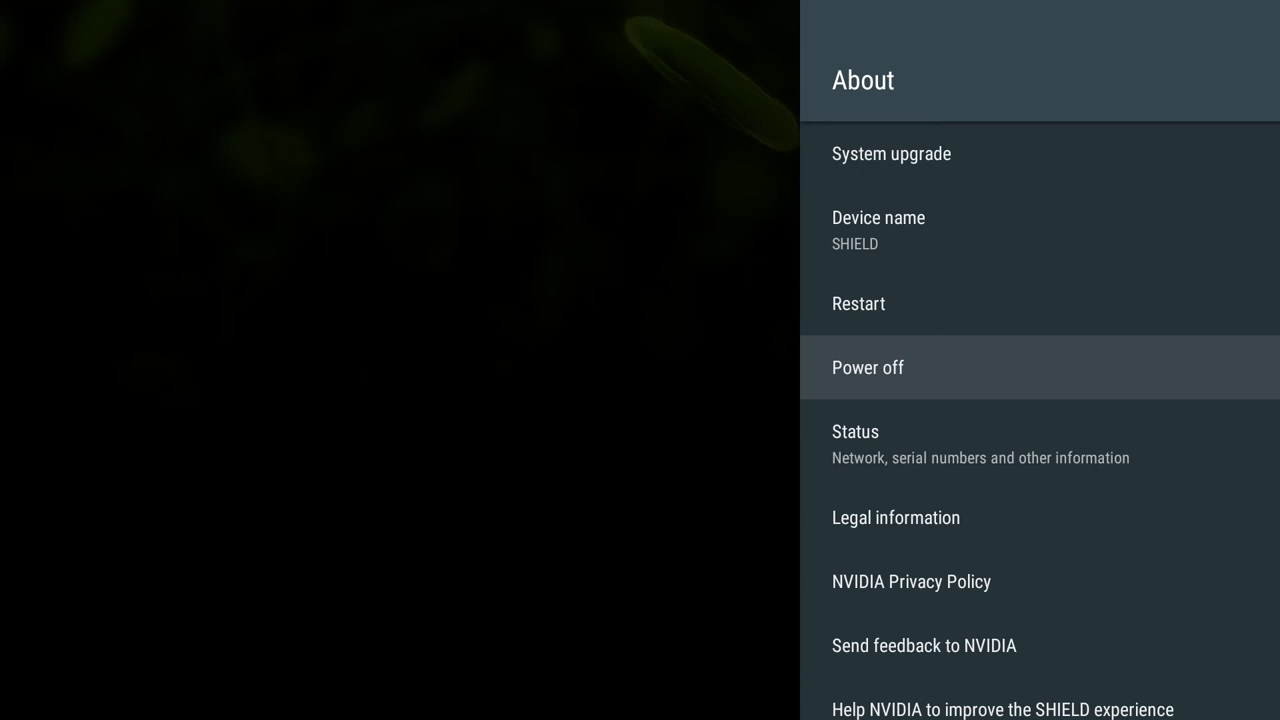 About
System upgrade
Device name
SHIELD
Restart
Power off
Status
Network, serial numbers and other information
Legal information
NVIDIA Privacy Policy
Send feedback to NVIDIA
Help NVIDIA to improve the SHIELD experience